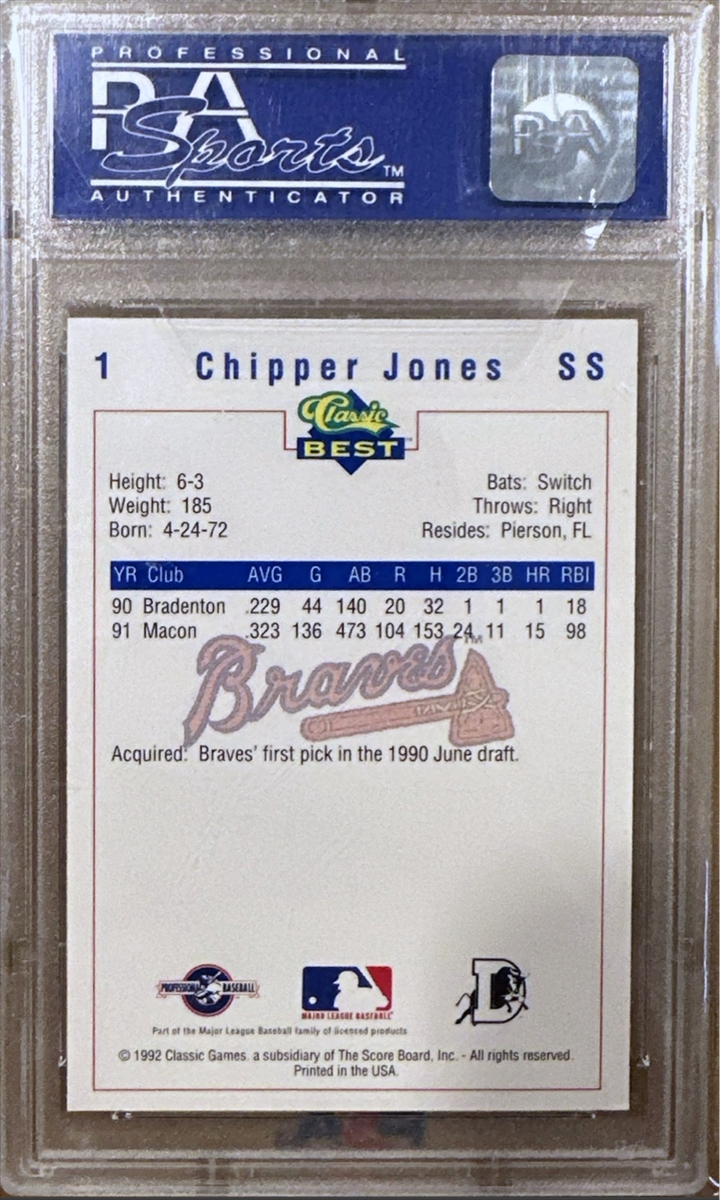 PROFESSIONAL
PSA
Sports™
AUTHENTICATOR
PSA
1 Chipper Jones SS
Classic
BEST™
Height: 6-3 Bats: Switch
Weight: 185 Throws: Right
Born: 4-24-72 Resides: Pierson, FL
YR Club AVG G AB R H 2B 3B HR RBI
90 Bradenton .229 44 140 20 32 1 1 1 18
91 Macon .323 136 473 104 153 24 11 15 98
Braves™
Acquired: Braves' first pick in the 1990 June draft.
PROFESSIONAL BASEBALL
MAJOR LEAGUE BASEBALL
D
Part of the Major League Baseball family of licensed products
© 1992 Classic Games. a subsidiary of The Score Board, Inc. - All rights reserved.
Printed in the USA.